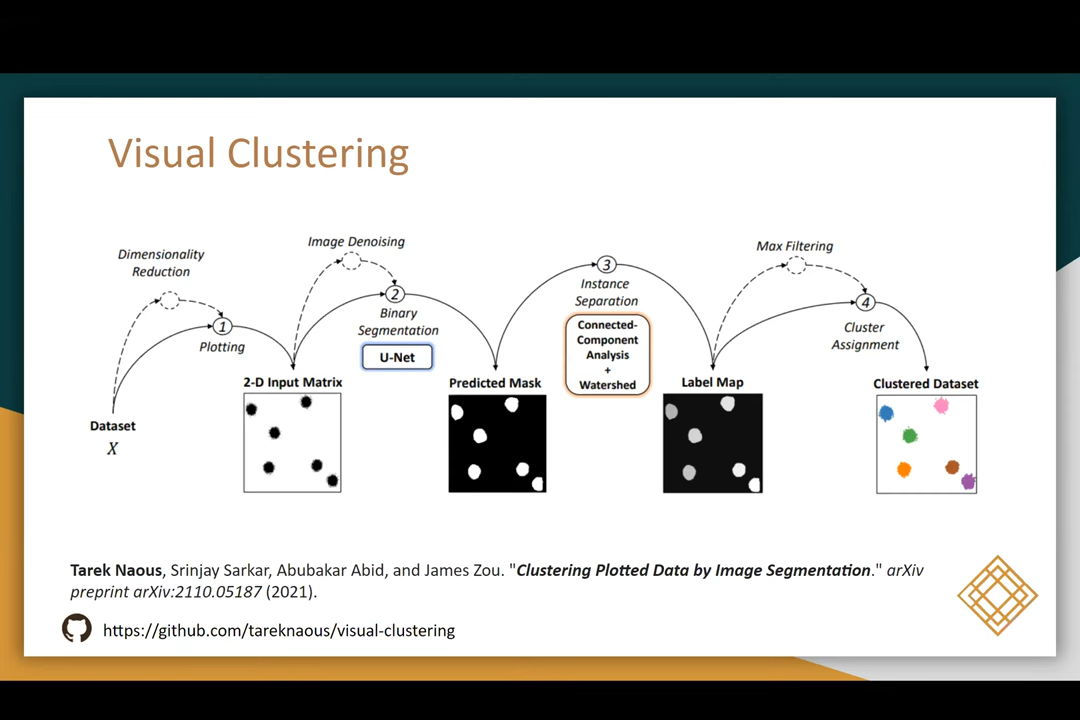 Visual Clustering
Dimensionality
Reduction
1
Plotting
Image Denoising
2
Binary
Segmentation
U-Net
3
Instance
Separation
Connected-
Component
Analysis
+
Watershed
Max Filtering
4
Cluster
Assignment
Dataset
X
2-D Input Matrix
Predicted Mask
Label Map
Clustered Dataset
Tarek Naous, Srinjay Sarkar, Abubakar Abid, and James Zou. "Clustering Plotted Data by Image Segmentation." arXiv
preprint arXiv:2110.05187 (2021).
https://github.com/tareknaous/visual-clustering